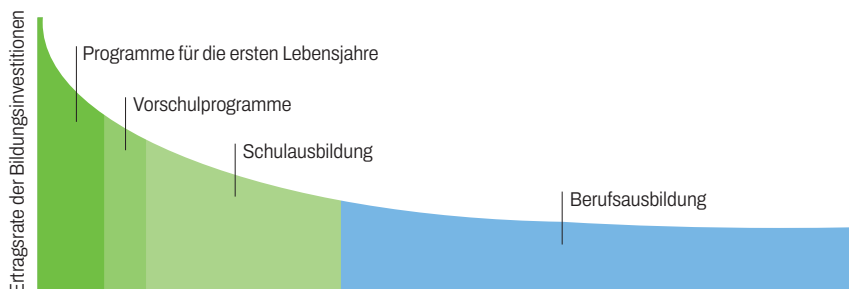 Ertragsrate der Bildungsinvestitionen
Programme für die ersten Lebensjahre
Vorschulprogramme
Schulausbildung
Berufsausbildung